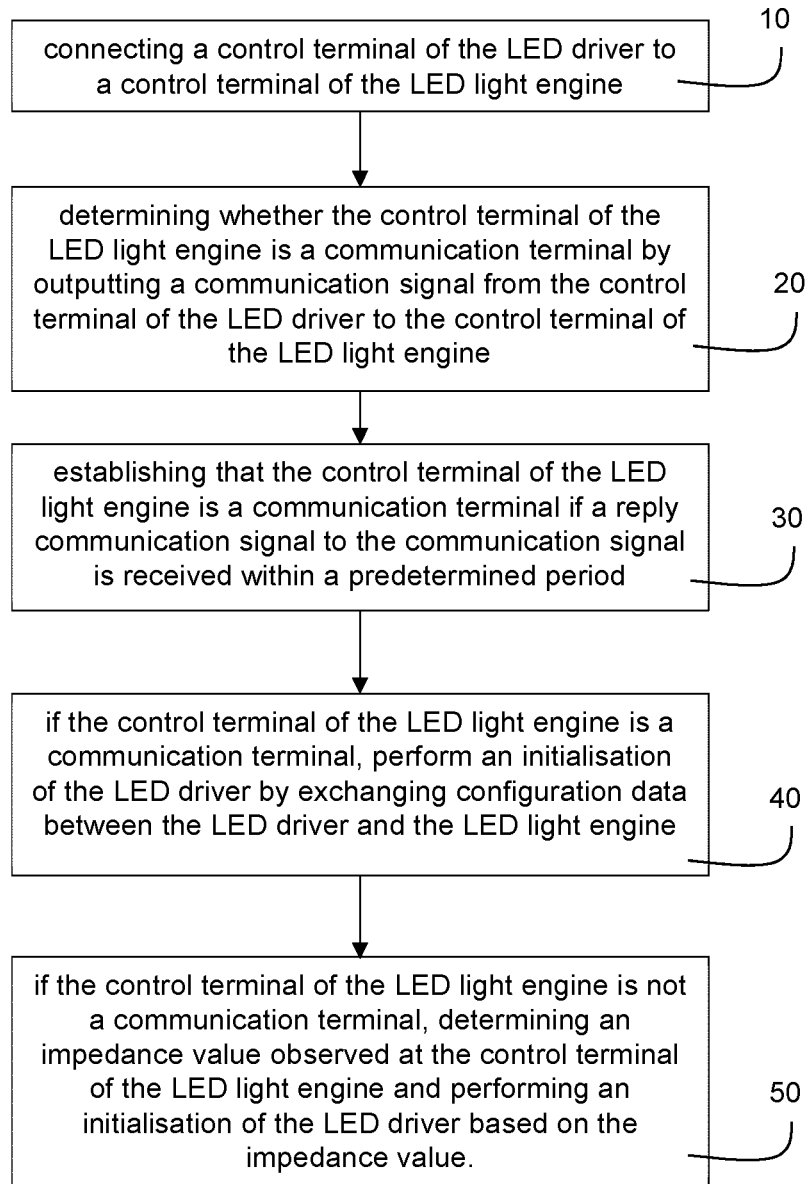 10
connecting a control terminal of the LED driver to
a control terminal of the LED light engine
determining whether the control terminal of the
LED light engine is a communication terminal by
outputting a communication signal from the control
terminal of the LED driver to the control terminal of
the LED light engine
20
establishing that the control terminal of the LED
light engine is a communication terminal if a reply
communication signal to the communication signal
is received within a predetermined period
30
if the control terminal of the LED light engine is a
communication terminal, perform an initialisation
of the LED driver by exchanging configuration data
between the LED driver and the LED light engine
40
if the control terminal of the LED light engine is not
a communication terminal, determining an
impedance value observed at the control terminal
of the LED light engine and performing an
initialisation of the LED driver based on the
impedance value.
50